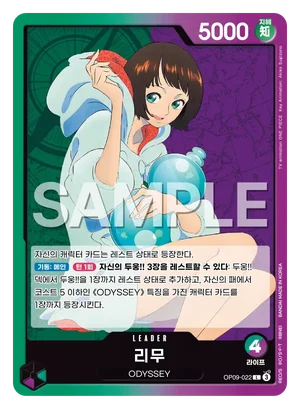 5000
지혜
知
SAMPLE
자신의 캐릭터 카드는 레스트 상태로 등장한다.
기동: 메인 턴 1회 자신의 두웅!! 3장을 레스트할 수 있다: 두웅!!
덱에서 두웅!!을 1장까지 레스트 상태로 추가하고, 자신의 패에서
코스트 5 이하인 《ODYSSEY》 특징을 가진 캐릭터 카드를
1장까지 등장시킨다.
LEADER
리무
ODYSSEY
4
라이프
OP09-022 L